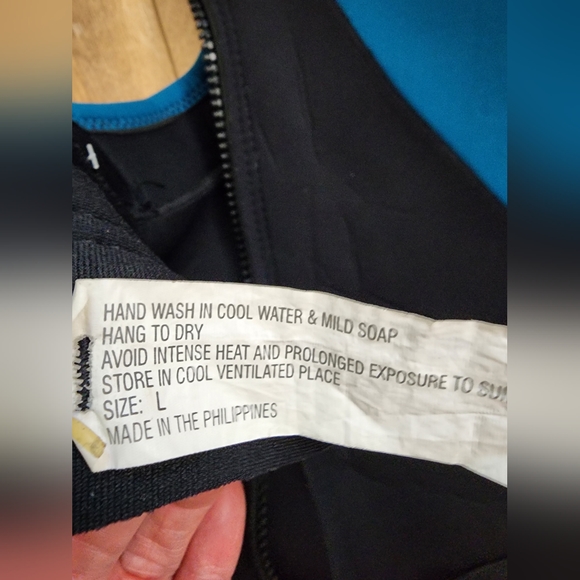 HAND WASH IN COOL WATER & MILD SOAP
HANG TO DRY
AVOID INTENSE HEAT AND PROLONGED EXPOSURE TO
STORE IN COOL VENTILATED PLACE
SIZE: L
MADE IN THE PHILIPPINES